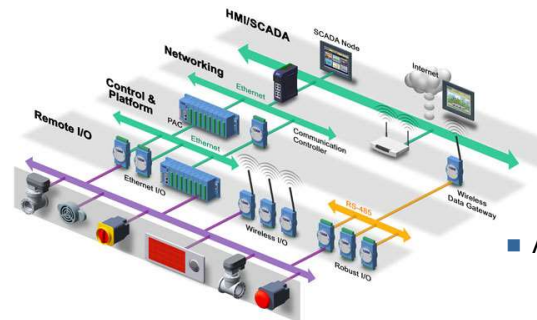 HMI/SCADA
SCADA Node
Networking
Internet
Ethernet
Control &
Platform
PAC
Communication
Controller
Remote I/O
Ethernet
Wireless
Data Gateway
Ethernet I/O
RS-485
Wireless I/O
Robust I/O
A